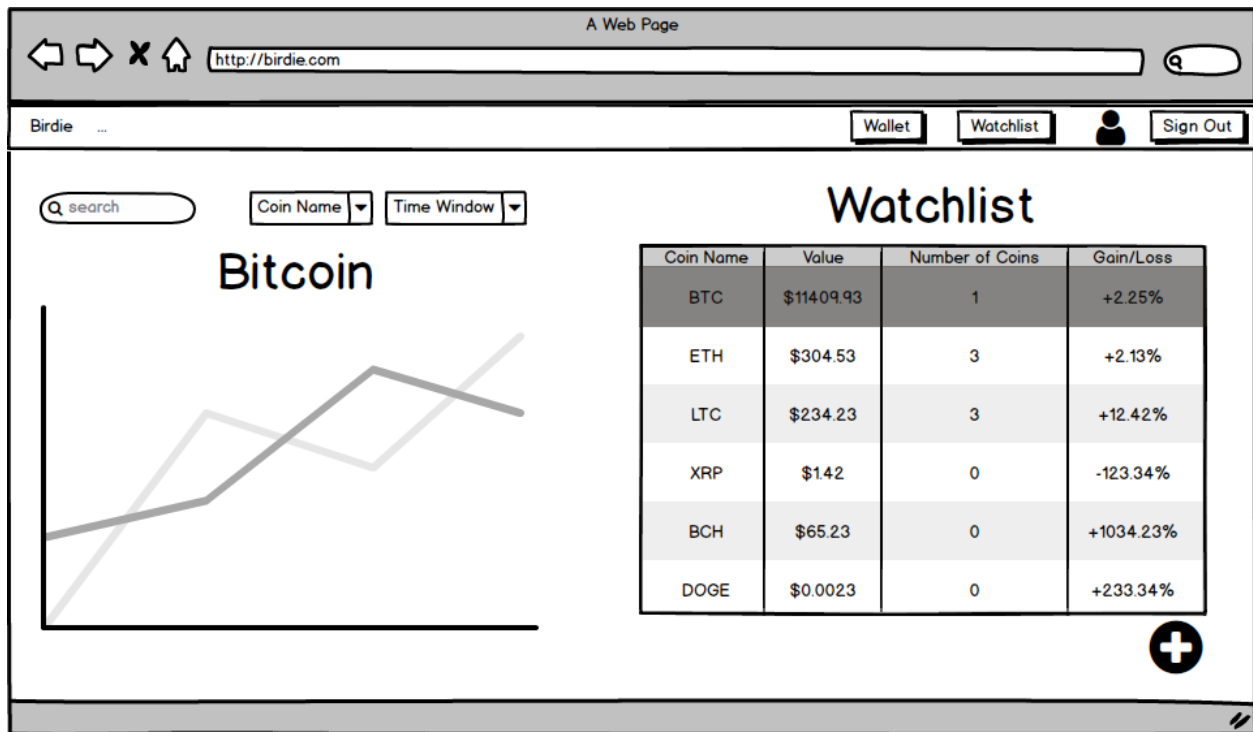 A Web Page
http://birdie.com
Birdie ... Wallet Watchlist Sign Out
search Coin Name Time Window
Bitcoin
Watchlist
Coin Name Value Number of Coins Gain/Loss
BTC $11409.93 1 +2.25%
ETH $304.53 3 +2.13%
LTC $234.23 3 +12.42%
XRP $1.42 0 -123.34%
BCH $65.23 0 +1034.23%
DOGE $0.0023 0 +233.34%